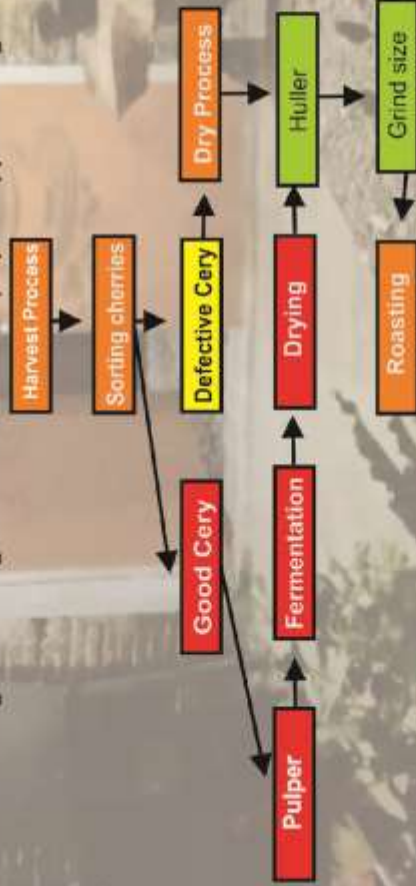 Harvest Process
Sorting cherries
Good Cery
Defective Cery
Dry Process
Pulper
Fermentation
Drying
Huller
Roasting
Grind size